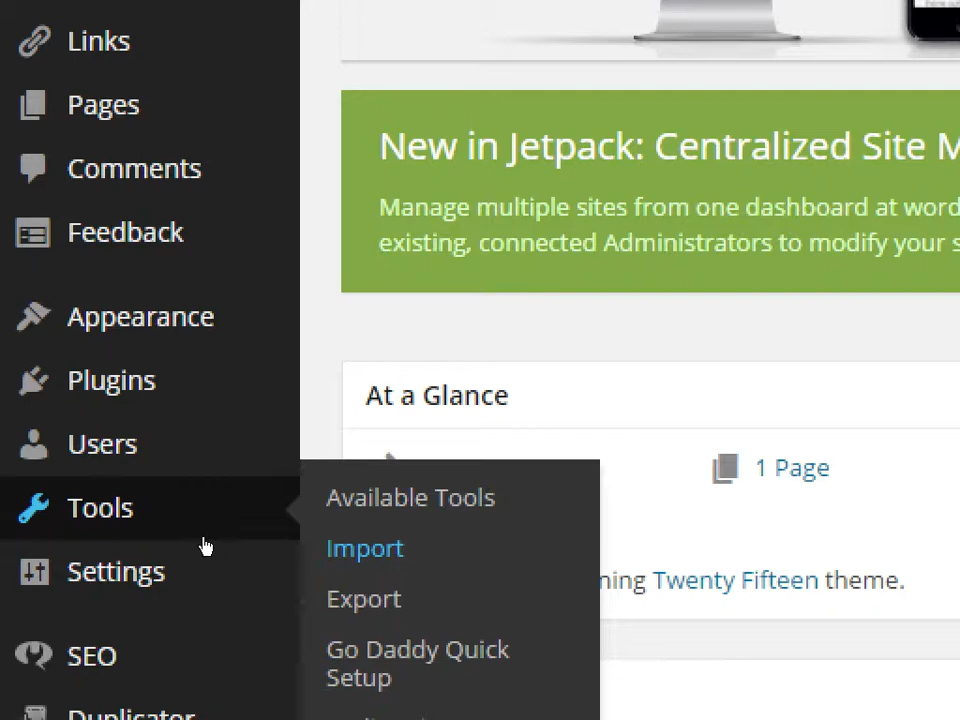 Links
Pages
Comments
Feedback
Appearance
Plugins
Users
Tools
Settings
SEO
Duplicator
Available Tools
Import
Export
Go Daddy Quick
Setup
New in Jetpack: Centralized Site M
Manage multiple sites from one dashboard at word
existing, connected Administrators to modify your s
At a Glance
1 Page
ning Twenty Fifteen theme.